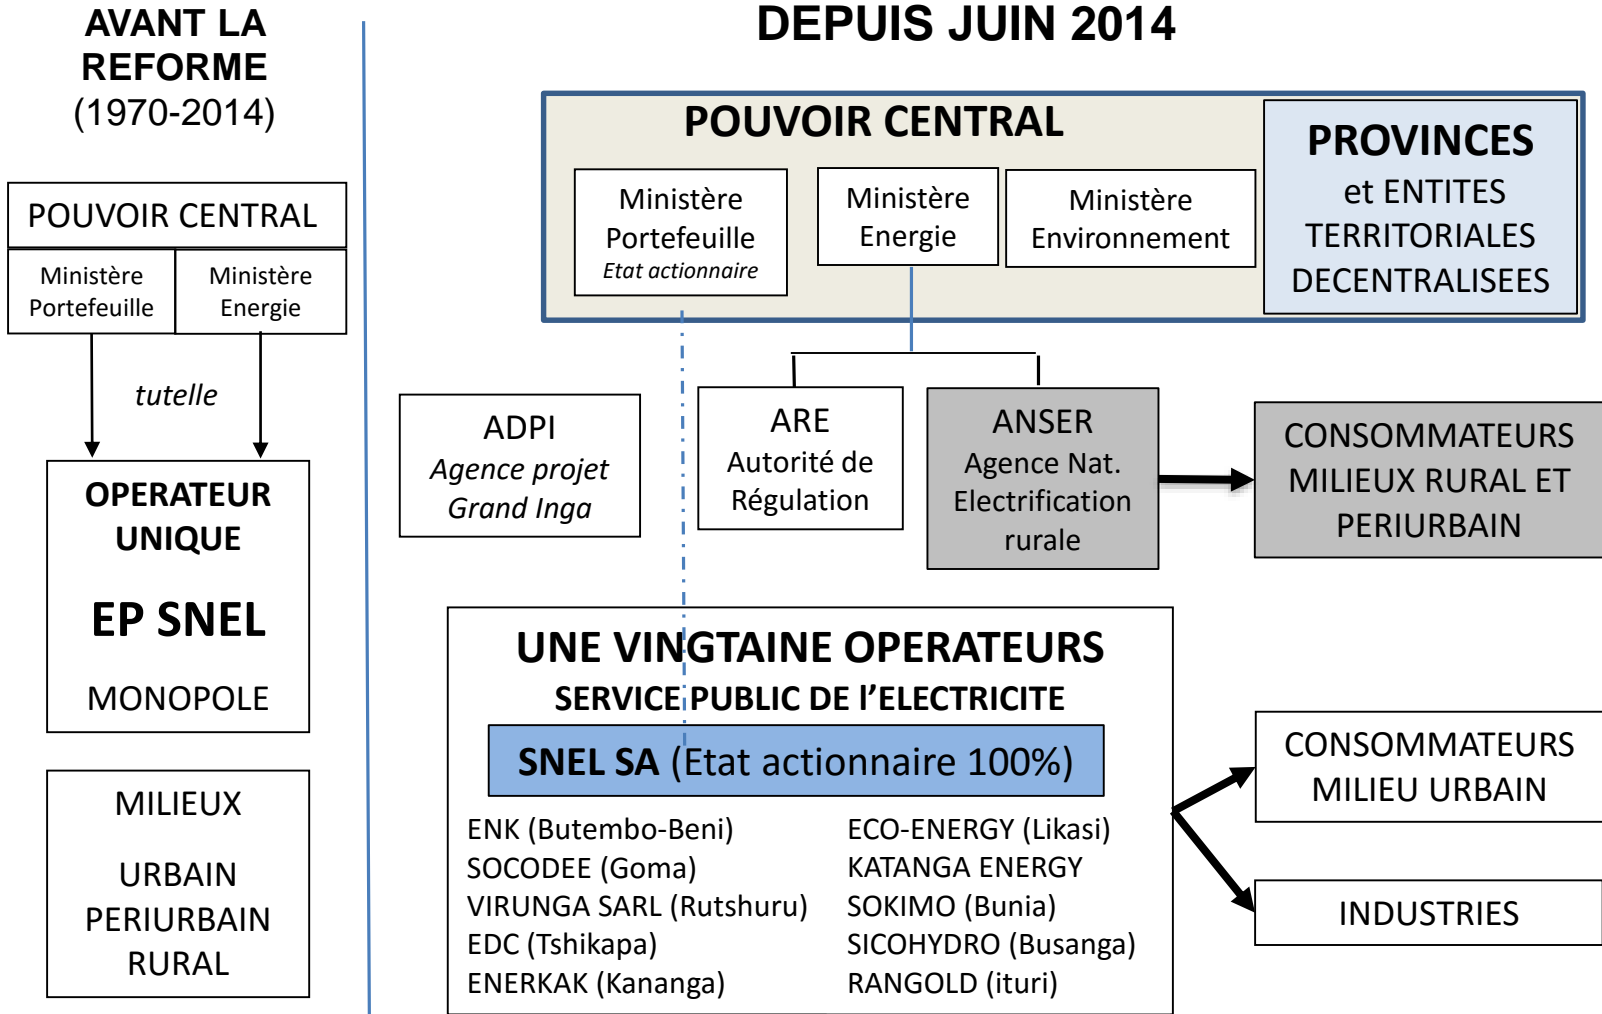 AVANT LA
REFORME
(1970-2014)
POUVOIR CENTRAL
Ministère
Portefeuille
Ministère
Energie
tutelle
OPERATEUR
UNIQUE
EP SNEL
MONOPOLE
MILIEUX
URBAIN
PERIURBAIN
RURAL
DEPUIS JUIN 2014
POUVOIR CENTRAL
Ministère
Portefeuille
Etat actionnaire
Ministère
Energie
Ministère
Environnement
PROVINCES
et ENTITES
TERRITORIALES
DECENTRALISEES
ADPI
Agence projet
Grand Inga
ARE
Autorité de
Régulation
ANSER
Agence Nat.
Electrification
rurale
CONSOMMATEURS
MILIEUX RURAL ET
PERIURBAIN
UNE VINGTAINE OPERATEURS
SERVICE PUBLIC DE l'ELECTRICITE
SNEL SA (Etat actionnaire 100%)
ENK (Butembo-Beni)
SOCODEE (Goma)
VIRUNGA SARL (Rutshuru)
EDC (Tshikapa)
ENERKAK (Kananga)
ECO-ENERGY (Likasi)
KATANGA ENERGY
SOKIMO (Bunia)
SICOHYDRO (Busanga)
RANGOLD (ituri)
CONSOMMATEURS
MILIEU URBAIN
INDUSTRIES